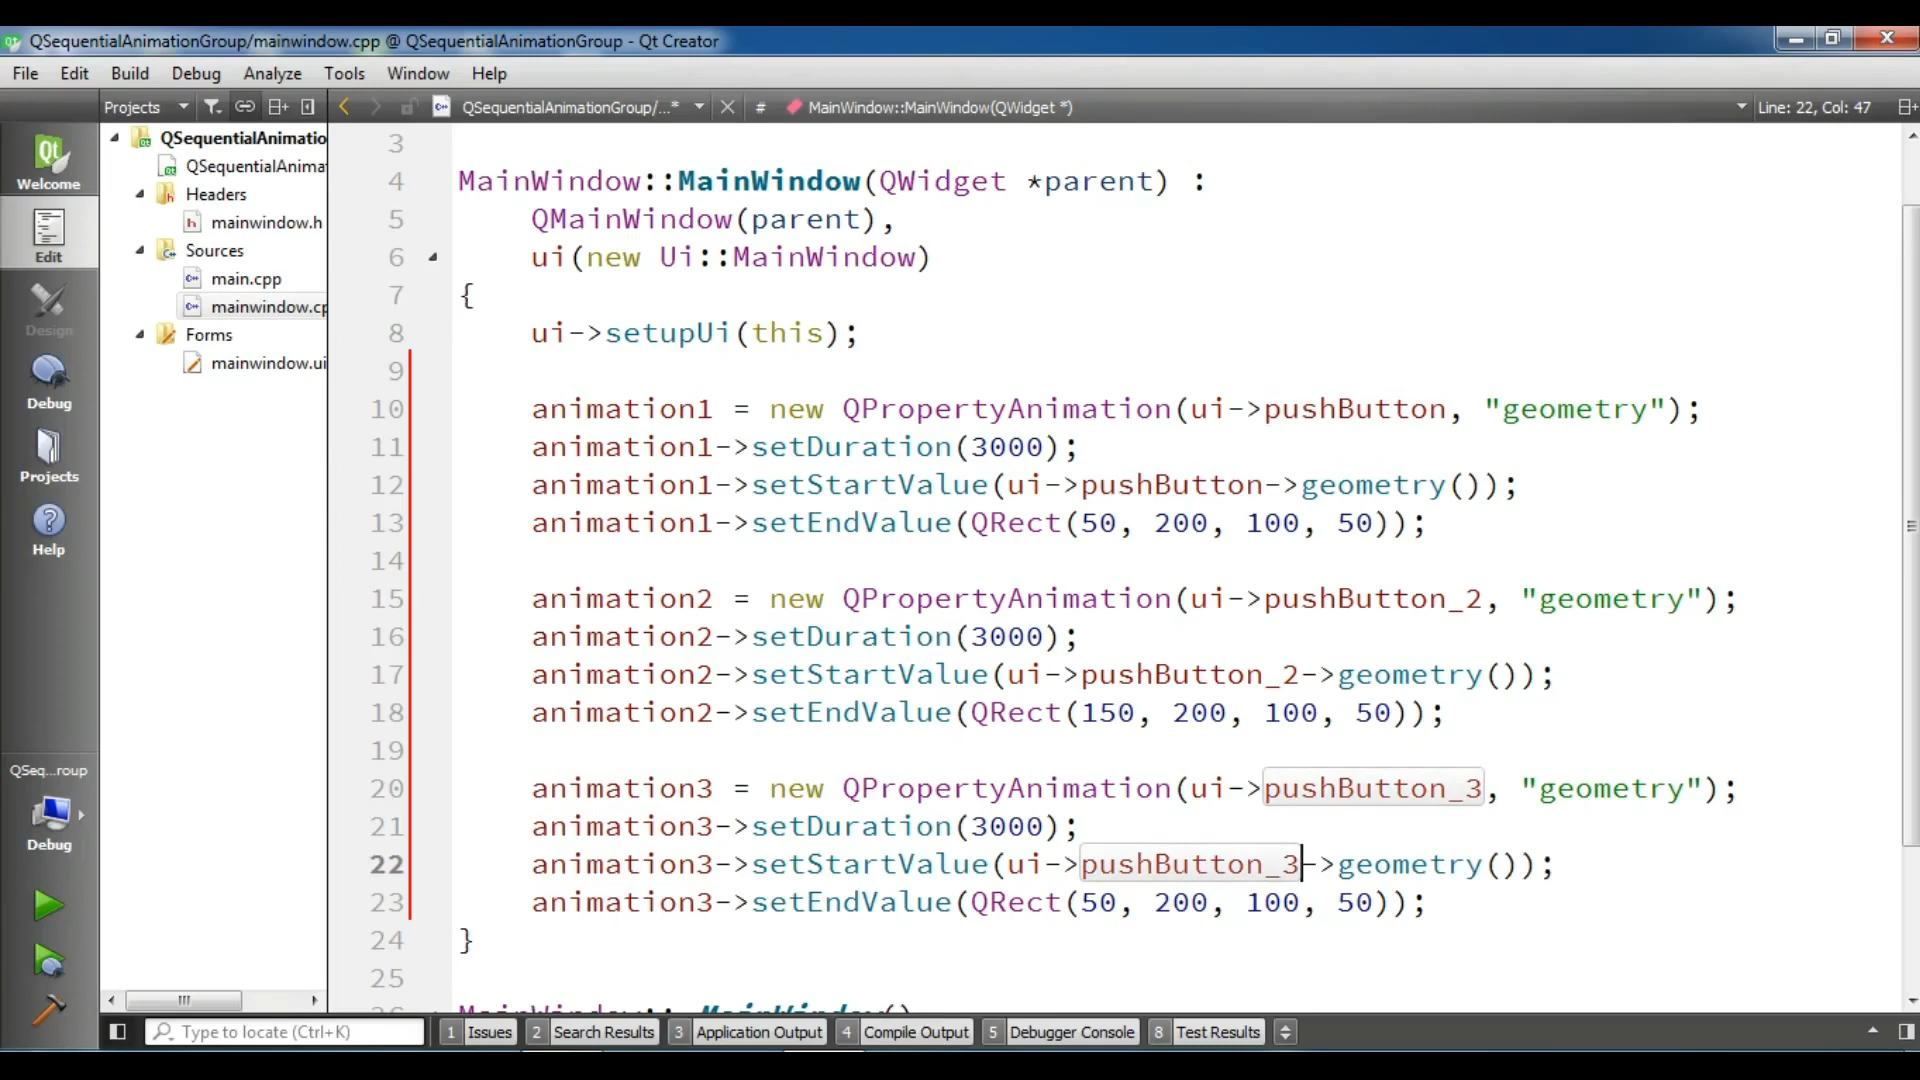 QSequentialAnimationGroup/mainwindow.cpp @ QSequentialAnimationGroup - Qt Creator
File Edit Build Debug Analyze Tools Window Help
Projects QSequentialAnimationGroup/...* # MainWindow::MainWindow(QWidget *) Line: 22, Col: 47
Qt
Welcome
Edit
Design
Debug
Projects
Help
QSeq...roup
Debug
QSequentialAnimatio
QSequentialAnima
Headers
mainwindow.h
Sources
main.cpp
mainwindow.cp
Forms
mainwindow.ui
3
4 MainWindow::MainWindow(QWidget *parent) :
5 QMainWindow(parent),
6 ui(new Ui::MainWindow)
7 {
8 ui->setupUi(this);
9
10 animation1 = new QPropertyAnimation(ui->pushButton, "geometry");
11 animation1->setDuration(3000);
12 animation1->setStartValue(ui->pushButton->geometry());
13 animation1->setEndValue(QRect(50, 200, 100, 50));
14
15 animation2 = new QPropertyAnimation(ui->pushButton_2, "geometry");
16 animation2->setDuration(3000);
17 animation2->setStartValue(ui->pushButton_2->geometry());
18 animation2->setEndValue(QRect(150, 200, 100, 50));
19
20 animation3 = new QPropertyAnimation(ui->pushButton_3, "geometry");
21 animation3->setDuration(3000);
22 animation3->setStartValue(ui->pushButton_3->geometry());
23 animation3->setEndValue(QRect(50, 200, 100, 50));
24 }
25
Type to locate (Ctrl+K) 1 Issues 2 Search Results 3 Application Output 4 Compile Output 5 Debugger Console 8 Test Results